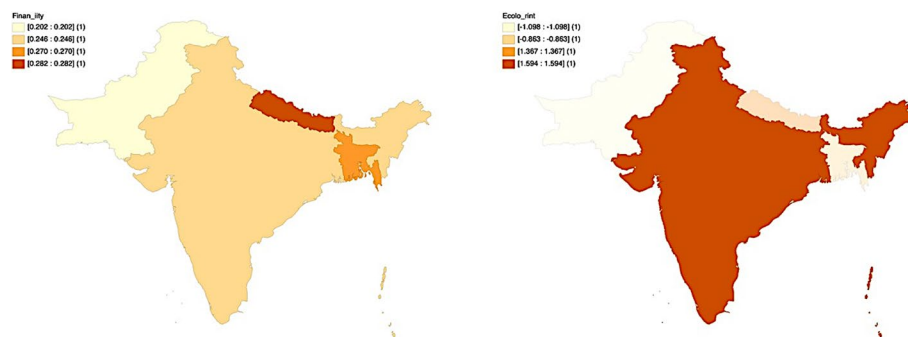 Finan_iity
[0.202 : 0.202] (1)
[0.246 : 0.246] (1)
[0.270 : 0.270] (1)
[0.282 : 0.282] (1)
Ecolo_rint
[-1.098 : -1.098] (1)
[-0.863 : -0.863] (1)
[1.367 : 1.367] (1)
[1.594 : 1.594] (1)